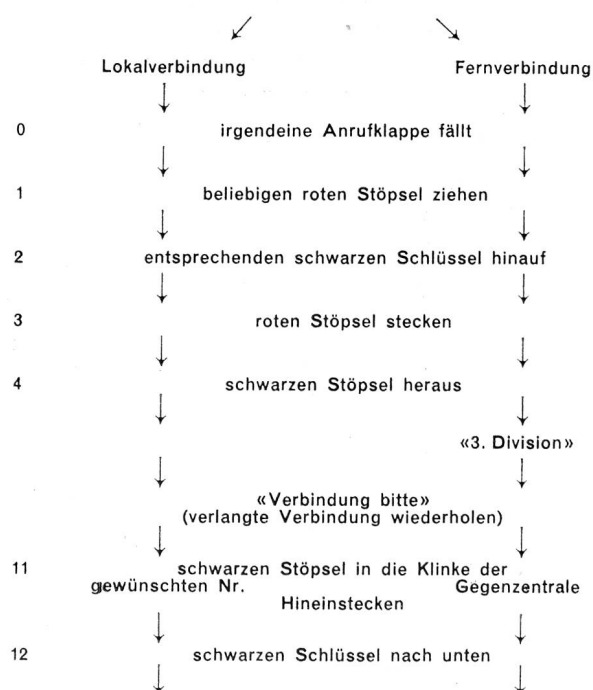 Lokalverbindung Fernverbindung
0 irgendeine Anrufklappe fällt
1 beliebigen roten Stöpsel ziehen
2 entsprechenden schwarzen Schlüssel hinauf
3 roten Stöpsel stecken
4 schwarzen Stöpsel heraus
«3. Division»
«Verbindung bitte»
(verlangte Verbindung wiederholen)
11 schwarzen Stöpsel in die Klinke der
gewünschten Nr. Gegenzentrale
Hineinstecken
12 schwarzen Schlüssel nach unten